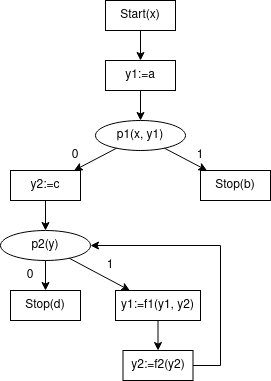 Start(x)
y1:=a
p1(x, y1)
0
1
y2:=c
Stop(b)
p2(y)
0
1
Stop(d)
y1:=f1(y1, y2)
y2:=f2(y2)